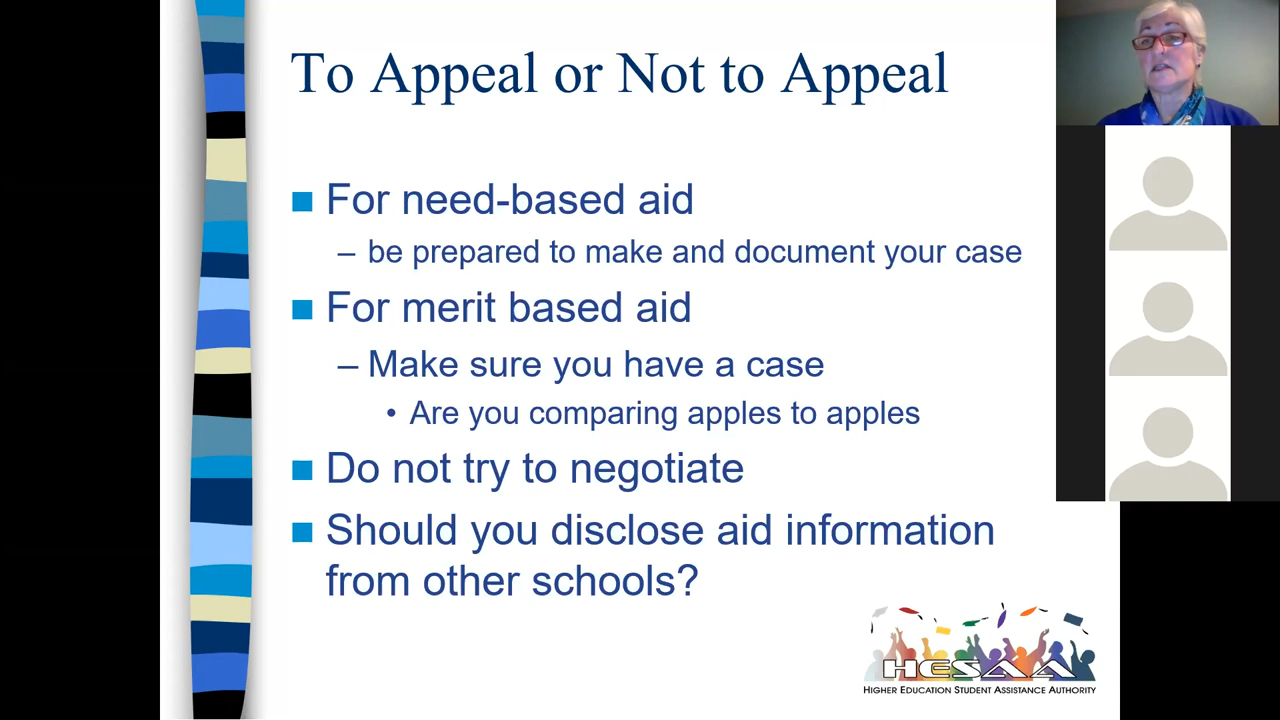 To Appeal or Not to Appeal
For need-based aid
– be prepared to make and document your case
For merit based aid
– Make sure you have a case
• Are you comparing apples to apples
Do not try to negotiate
Should you disclose aid information
from other schools?
HESAA
Higher Education Student Assistance Authority